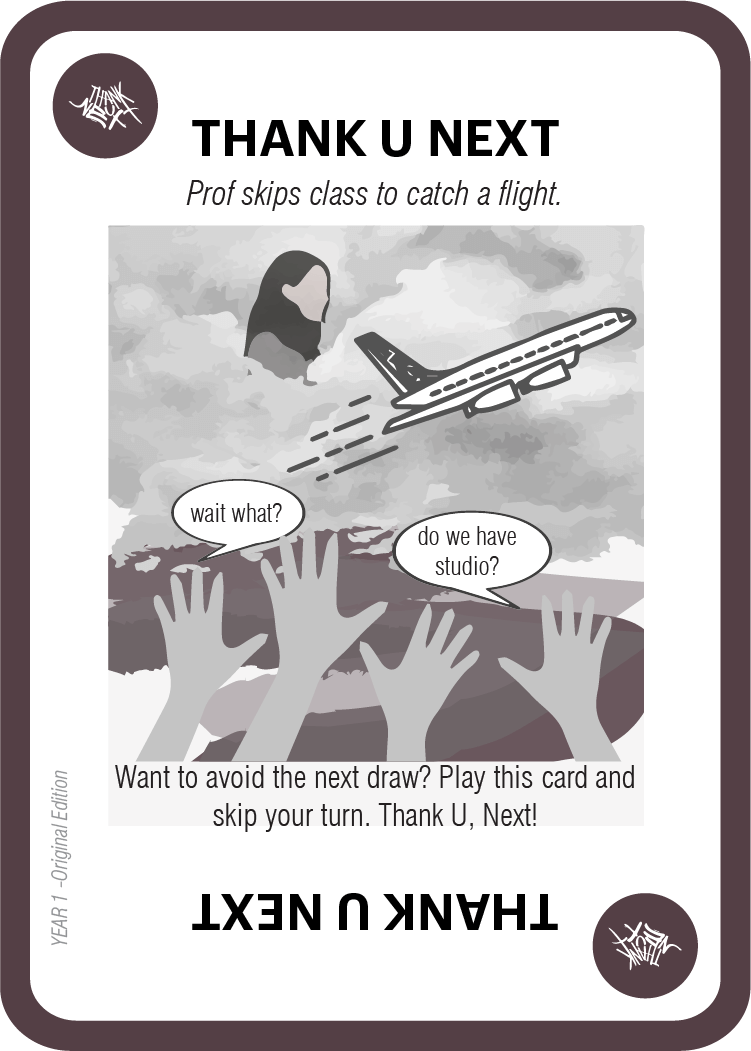 THANK
NEXT
THANK U NEXT
Prof skips class to catch a flight.
wait what?
do we have
studio?
Want to avoid the next draw? Play this card and
skip your turn. Thank U, Next!
YEAR 1 -Original Edition
THANK U NEXT
THANK
NEXT